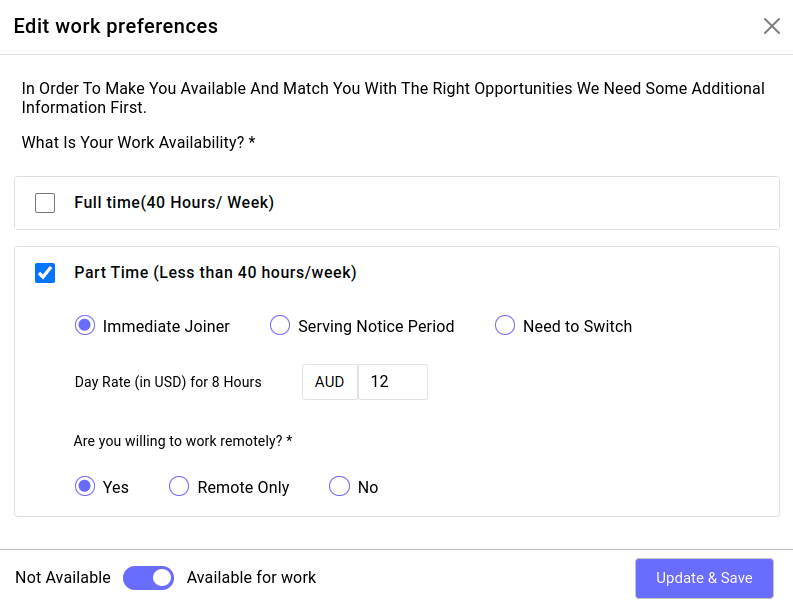 Edit work preferences
In Order To Make You Available And Match You With The Right Opportunities We Need Some Additional
Information First.
What Is Your Work Availability? *
Full time(40 Hours/ Week)
Part Time (Less than 40 hours/week)
Immediate Joiner Serving Notice Period Need to Switch
Day Rate (in USD) for 8 Hours AUD 12
Are you willing to work remotely? *
Yes Remote Only No
Not Available Available for work Update & Save